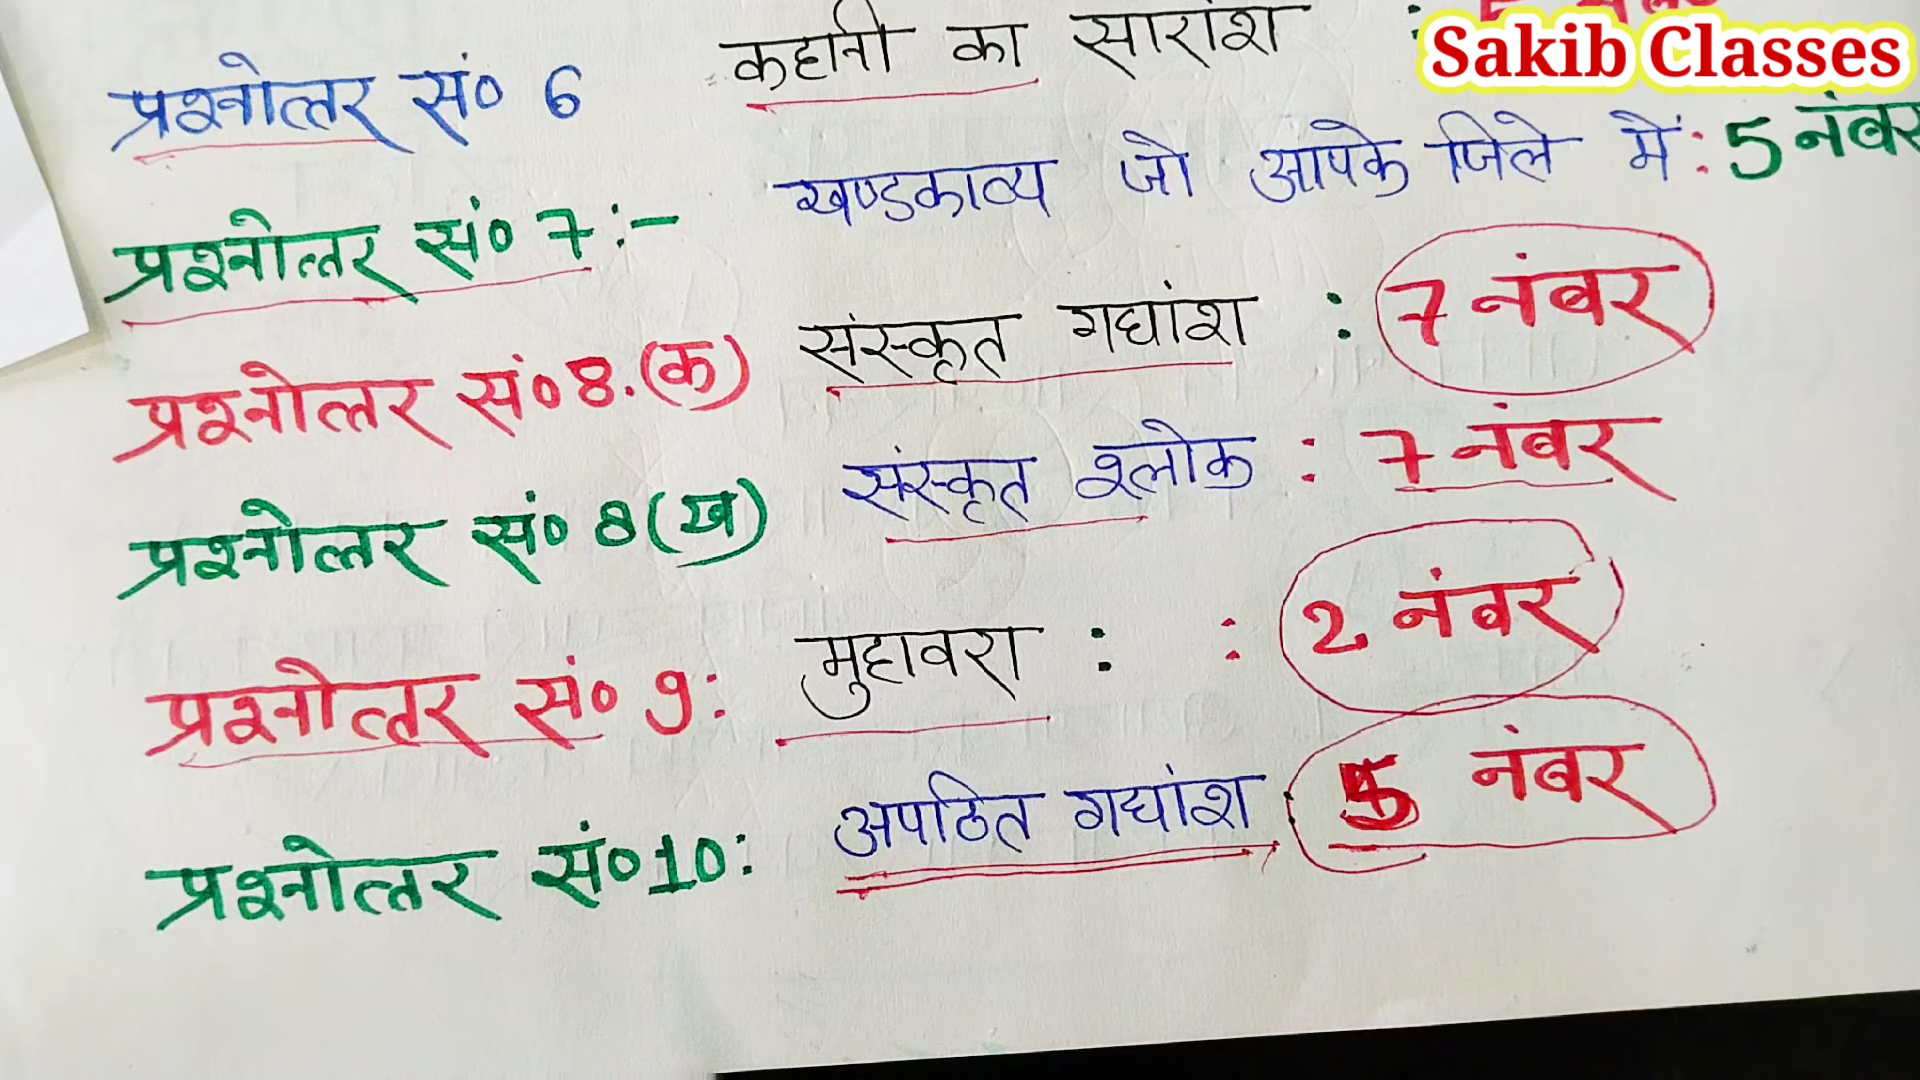 Sakib Classes
प्रश्नोत्तर सं० 6 कहानी का सारांश :
प्रश्नोत्तर सं० 7 :- खण्डकाव्य जो आपके जिले में : 5 नंबर
प्रश्नोत्तर सं० 8.(क) संस्कृत गद्यांश : 7 नंबर
प्रश्नोत्तर सं० 8(ख) संस्कृत श्लोक : 7 नंबर
प्रश्नोत्तर सं० 9: मुहावरा : : 2 नंबर
प्रश्नोत्तर सं० 10: अपठित गद्यांश : 5 नंबर